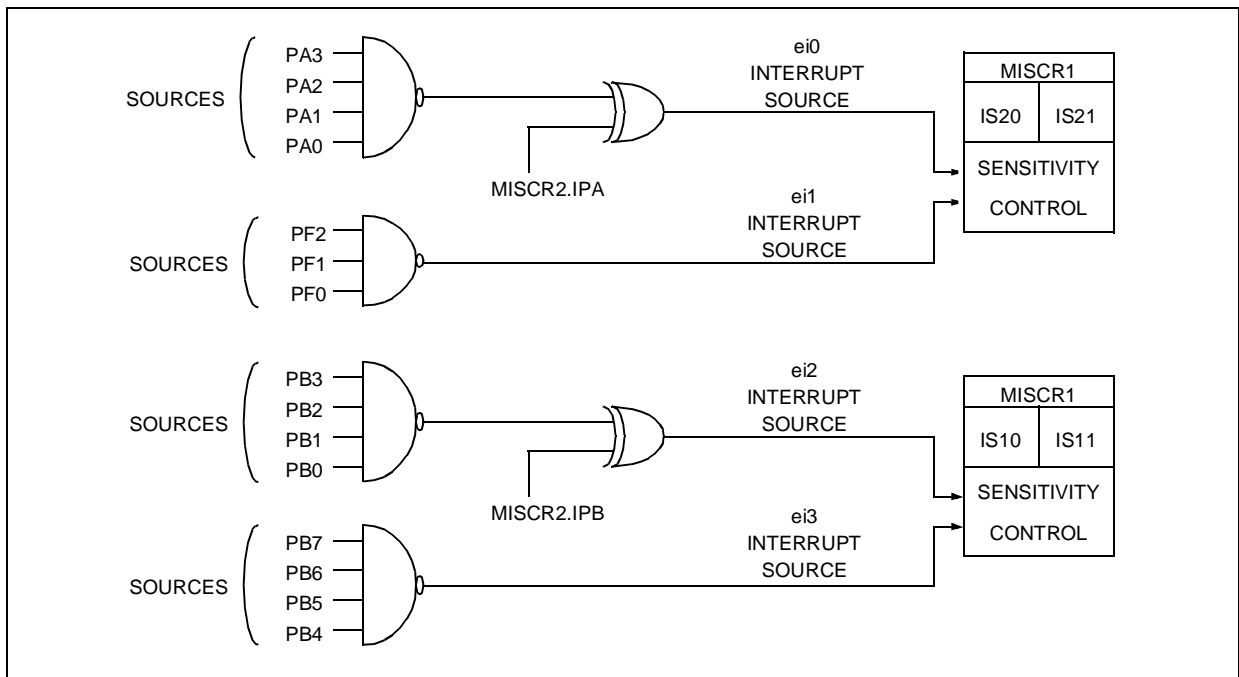 SOURCES
PA3
PA2
PA1
PA0
MISCR2.IPA
ei0
INTERRUPT
SOURCE
MISCR1
IS20 IS21
SENSITIVITY
CONTROL
SOURCES
PF2
PF1
PF0
ei1
INTERRUPT
SOURCE
SOURCES
PB3
PB2
PB1
PB0
MISCR2.IPB
ei2
INTERRUPT
SOURCE
MISCR1
IS10 IS11
SENSITIVITY
CONTROL
SOURCES
PB7
PB6
PB5
PB4
ei3
INTERRUPT
SOURCE